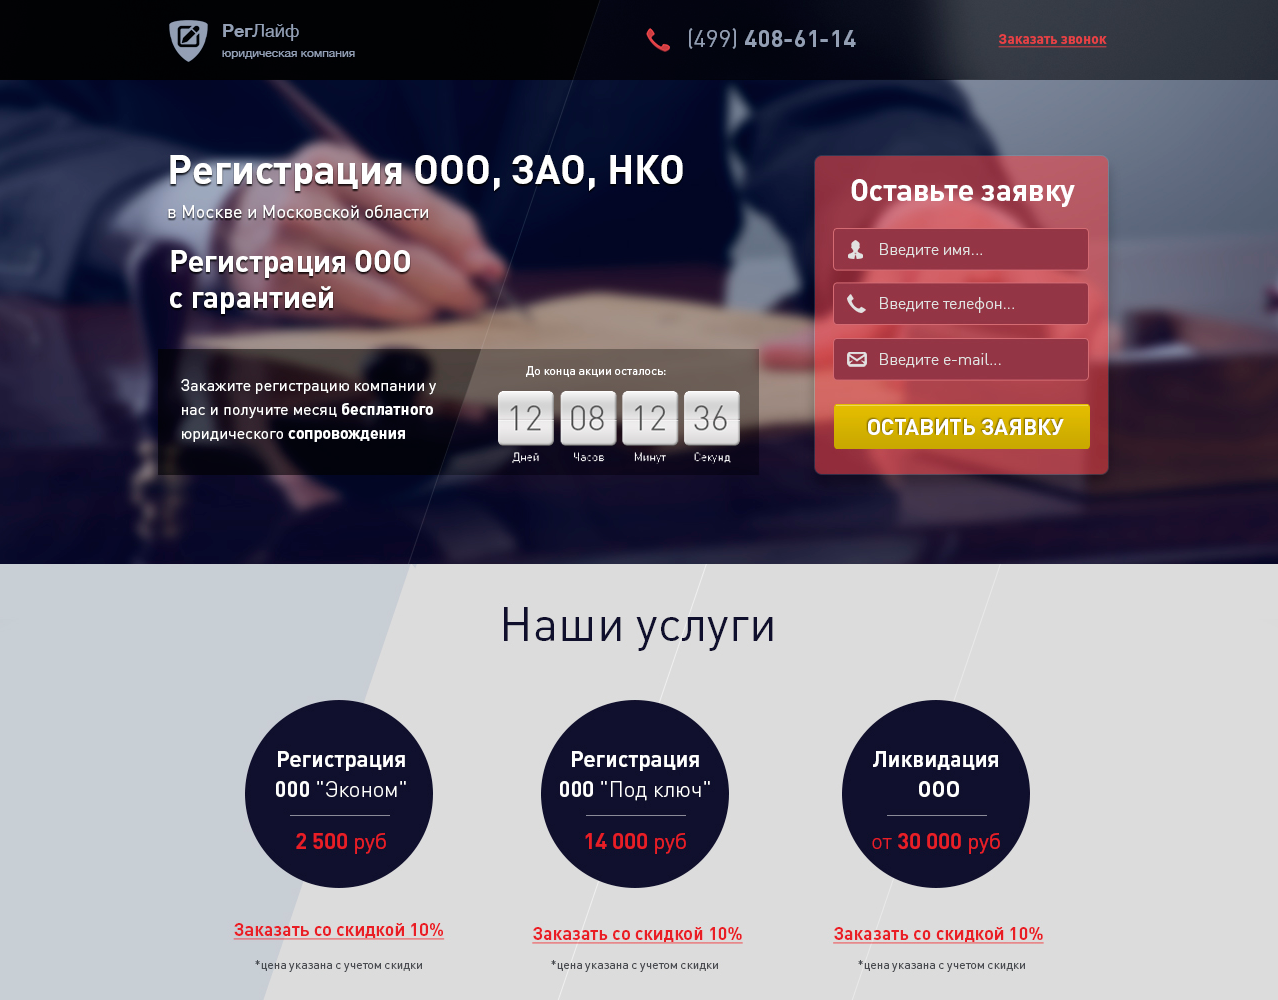 РегЛайф
юридическая компания
(499) 408-61-14
Заказать звонок
Регистрация ООО, ЗАО, НКО
в Москве и Московской области
Регистрация ООО
с гарантией
Закажите регистрацию компании у
нас и получите месяц бесплатного
юридического сопровождения
До конца акции осталось:
12 08 12 36
Дней Часов Минут Секунд
Оставьте заявку
Введите имя...
Введите телефон...
Введите e-mail...
ОСТАВИТЬ ЗАЯВКУ
Наши услуги
Регистрация
ООО "Эконом"
2 500 руб
Заказать со скидкой 10%
*цена указана с учетом скидки
Регистрация
ООО "Под ключ"
14 000 руб
Заказать со скидкой 10%
*цена указана с учетом скидки
Ликвидация
ООО
от 30 000 руб
Заказать со скидкой 10%
*цена указана с учетом скидки